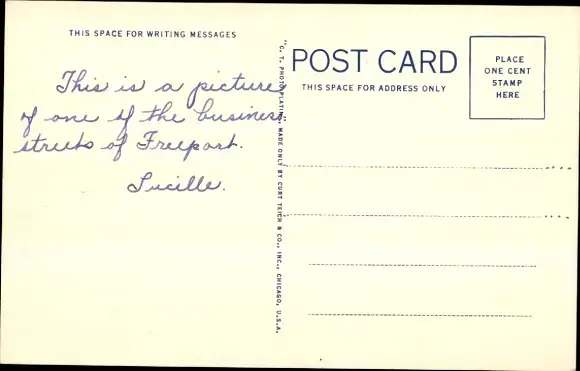 THIS SPACE FOR WRITING MESSAGES
This is a picture
of one of the business
streets of Freeport.
Lucille.
"C. T. PHOTO-PLATIN", MADE ONLY BY CURT TEICH & CO., INC., CHICAGO, U.S.A.
POST CARD
THIS SPACE FOR ADDRESS ONLY
PLACE
ONE CENT
STAMP
HERE